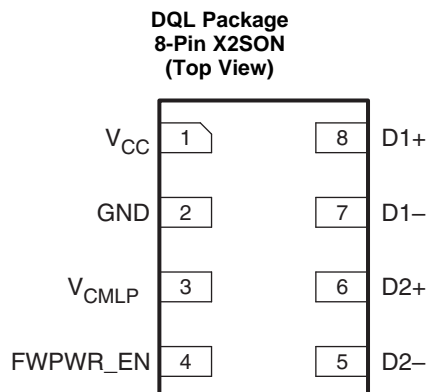 DQL Package
8-Pin X2SON
(Top View)
VCC 1 8 D1+
GND 2 7 D1–
VCMLP 3 6 D2+
FWPWR_EN 4 5 D2–